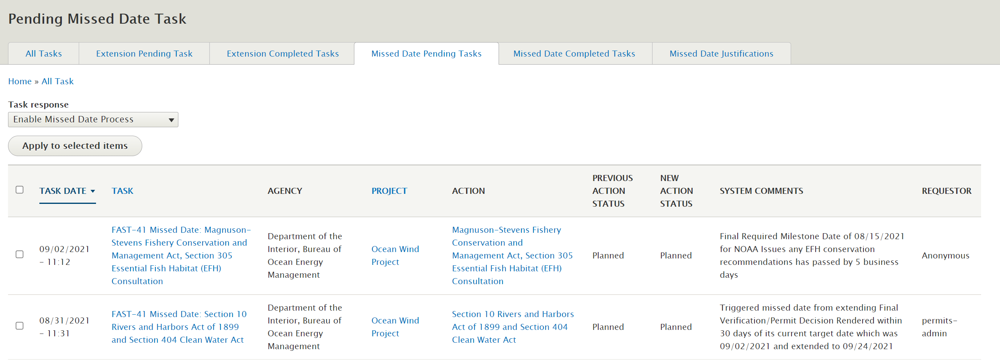 Pending Missed Date Task
All Tasks
Extension Pending Task
Extension Completed Tasks
Missed Date Pending Tasks
Missed Date Completed Tasks
Missed Date Justifications
Home » All Task
Task response
Enable Missed Date Process
Apply to selected items
TASK DATE
TASK
AGENCY
PROJECT
ACTION
PREVIOUS
ACTION
STATUS
NEW
ACTION
STATUS
SYSTEM COMMENTS
REQUESTOR
09/02/2021
- 11:12
FAST-41 Missed Date: Magnuson-
Stevens Fishery Conservation and
Management Act, Section 305
Essential Fish Habitat (EFH)
Consultation
Department of the
Interior, Bureau of
Ocean Energy
Management
Ocean Wind
Project
Magnuson-Stevens Fishery
Conservation and
Management Act, Section 305
Essential Fish Habitat (EFH)
Consultation
Planned
Planned
Final Required Milestone Date of 08/15/2021
for NOAA Issues any EFH conservation
recommendations has passed by 5 business
days
Anonymous
08/31/2021
- 11:31
FAST-41 Missed Date: Section 10
Rivers and Harbors Act of 1899
and Section 404 Clean Water Act
Department of the
Interior, Bureau of
Ocean Energy
Management
Ocean Wind
Project
Section 10 Rivers and Harbors
Act of 1899 and Section 404
Clean Water Act
Planned
Planned
Triggered missed date from extending Final
Verification/Permit Decision Rendered within
30 days of its current target date which was
09/02/2021 and extended to 09/24/2021
permits-
admin